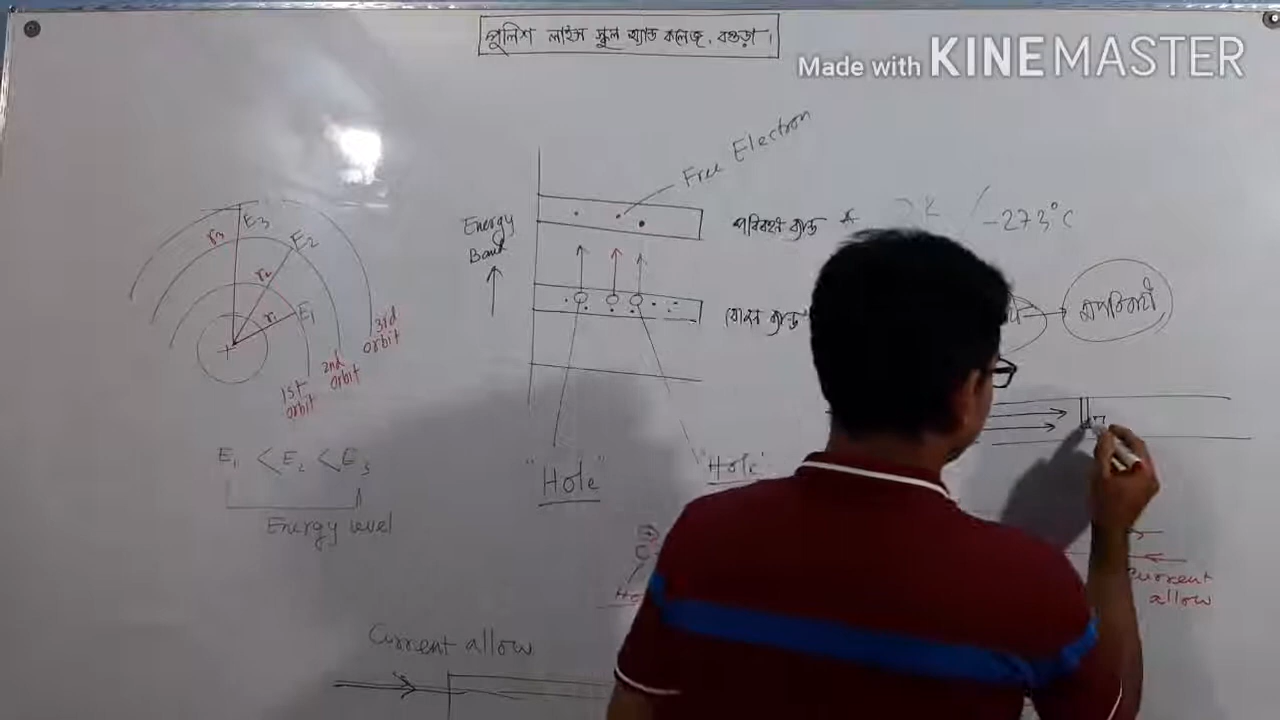 পুলিশ লাইন্স স্কুল অ্যান্ড কলেজ, বগুড়া।
Made with KINEMASTER
Free Electron
Energy
Band
পরিবহণ ব্যান্ড *
-273°C
E3
E2
E1
r3
r2
r1
+
3rd
orbit
2nd
orbit
1st
orbit
যোজন ব্যান্ড
অপরিবাহী
E1 < E2 < E3
Energy level
"Hole"
"Hole"
Current
allow
Current allow